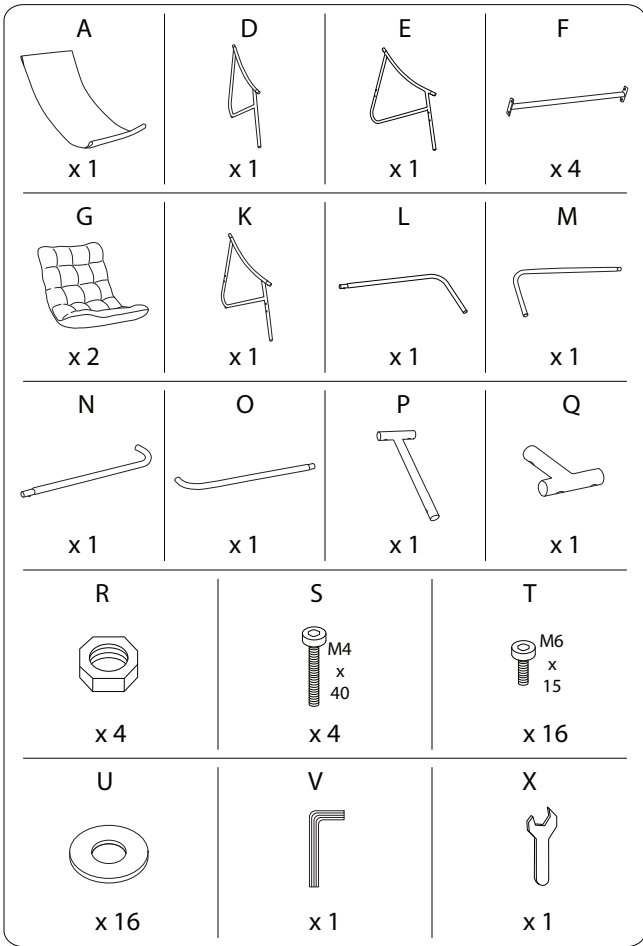 A D E F
x 1 x 1 x 1 x 4
G K L M
x 2 x 1 x 1 x 1
N O P Q
x 1 x 1 x 1 x 1
R S T
M4
x
40
M6
x
15
x 4 x 4 x 16
U V X
x 16 x 1 x 1